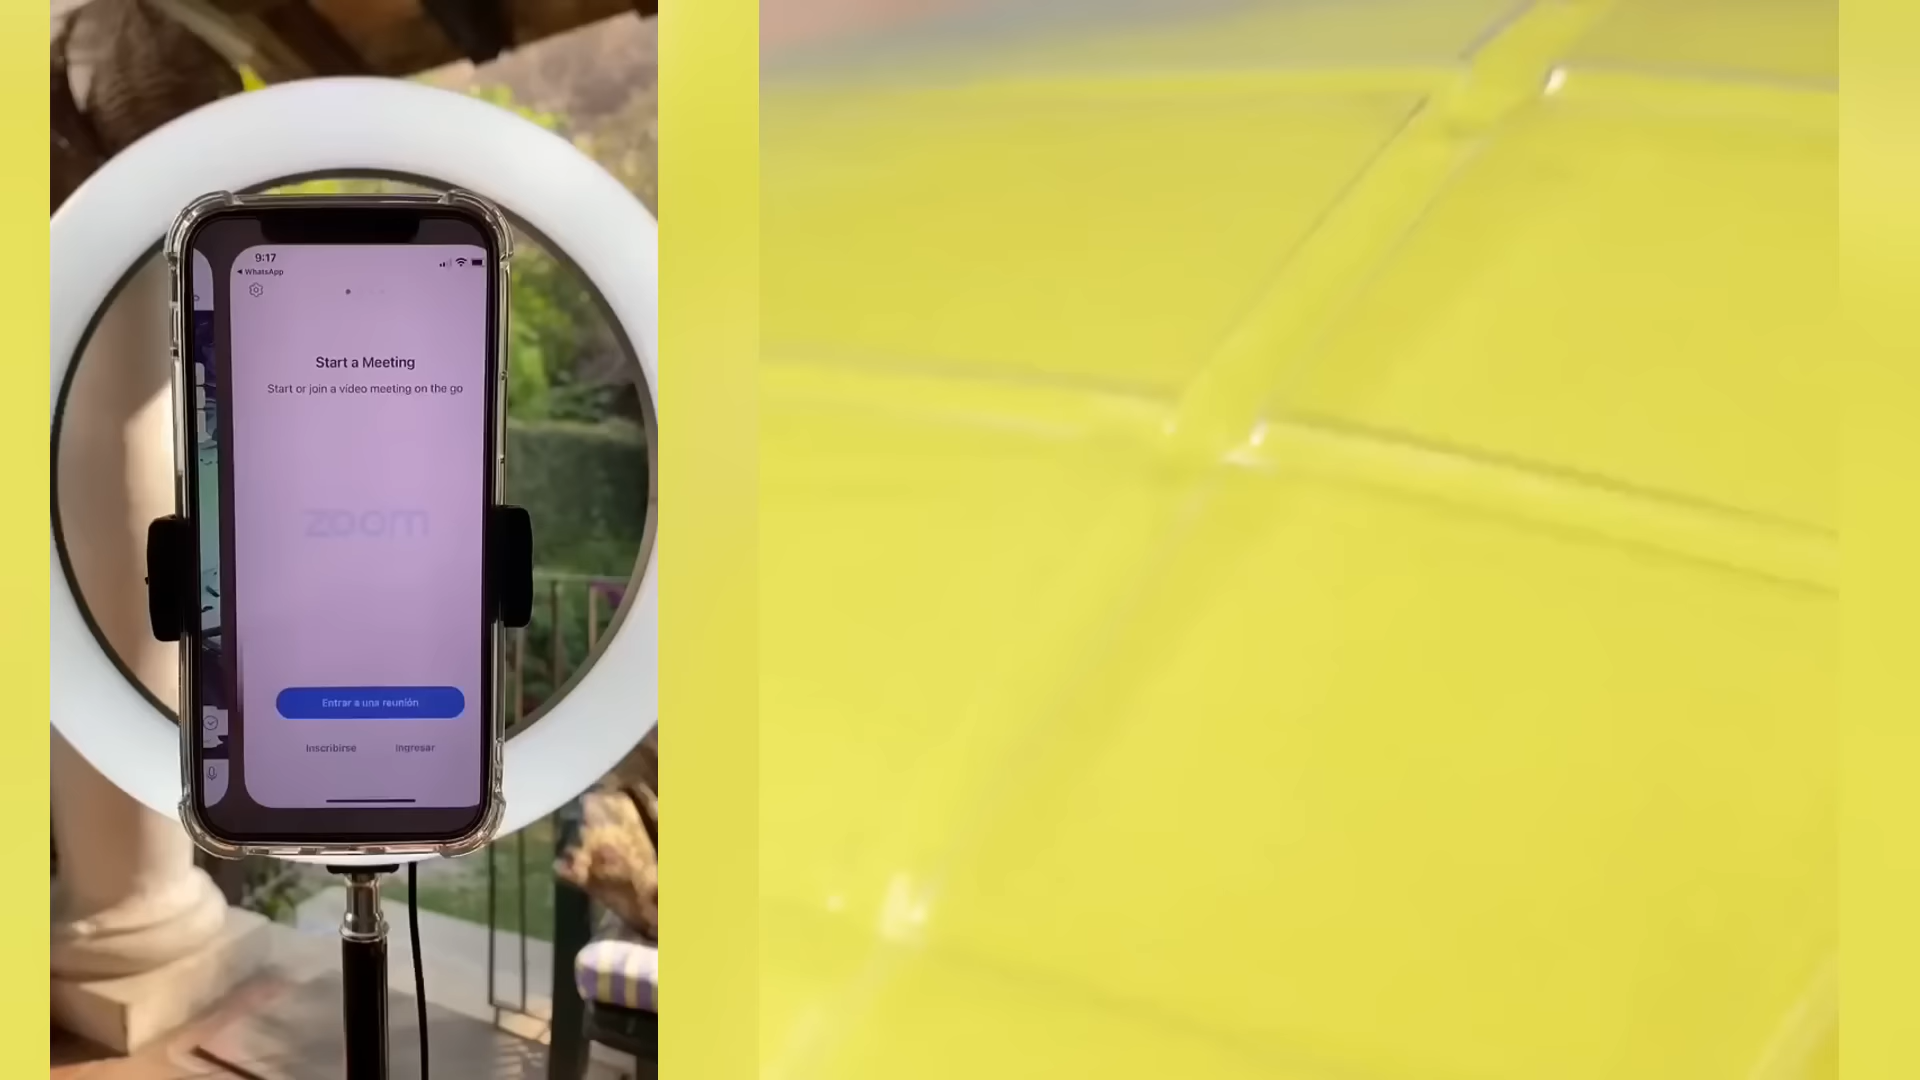 9:17
WhatsApp
Start a Meeting
Start or join a video meeting on the go
zoom
Entrar a una reunión
Inscribirse
Ingresar